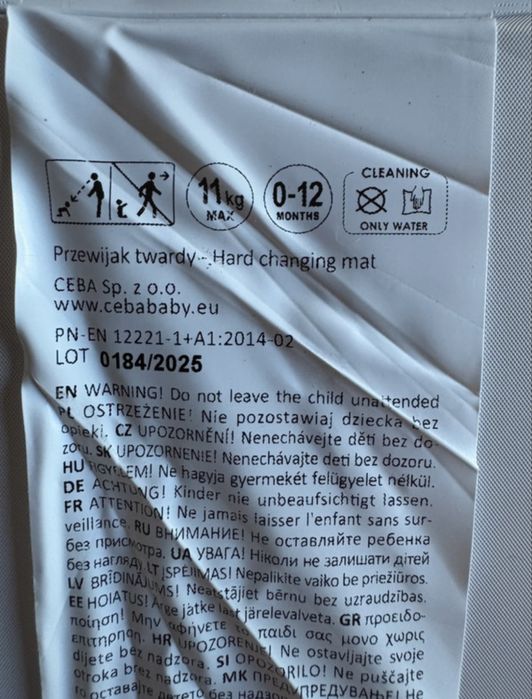 11kg
MAX
0-12
MONTHS
CLEANING
ONLY WATER
Przewijak twardy - Hard changing mat
CEBA Sp. z o.o.
www.cebababy.eu
PN-EN 12221-1+A1:2014-02
LOT 0184/2025
EN WARNING! Do not leave the child unattended
PL OSTRZEŻENIE! Nie pozostawiaj dziecka bez
opieki. CZ UPOZORNĚNÍ! Nenechávejte děti bez do-
zoru. SK UPOZORNENIE! Nenechávajte deti bez dozoru.
HU FIGYELEM! Ne hagyja gyermekét felügyelet nélkül.
DE ACHTUNG! Kinder nie unbeaufsichtigt lassen.
FR ATTENTION! Ne jamais laisser l'enfant sans sur-
veillance. RU ВНИМАНИЕ! Не оставляйте ребенка
без присмотра. UA УВАГА! Ніколи не залишати дітей
без нагляду LT ĮSPĖJIMAS! Nepalikite vaiko be priežiūros.
LV BRĪDINĀJUMS! Neatstājiet bērnu bez uzraudzības.
EE HOIATUS! Ärge jätke last järelevalveta. GR προειδο-
ποίηση! Μην αφήνετε το παιδί σας μόνο χωρίς
επιτήρηση. HR UPOZORENJE! Ne ostavljajte svoje
dijete bez nadzora. SI OPOZORILO! Ne puščajte
otroka brez nadzora. MK ПРЕДУПРЕДУВАЊЕ! Не
го оставајте детето без